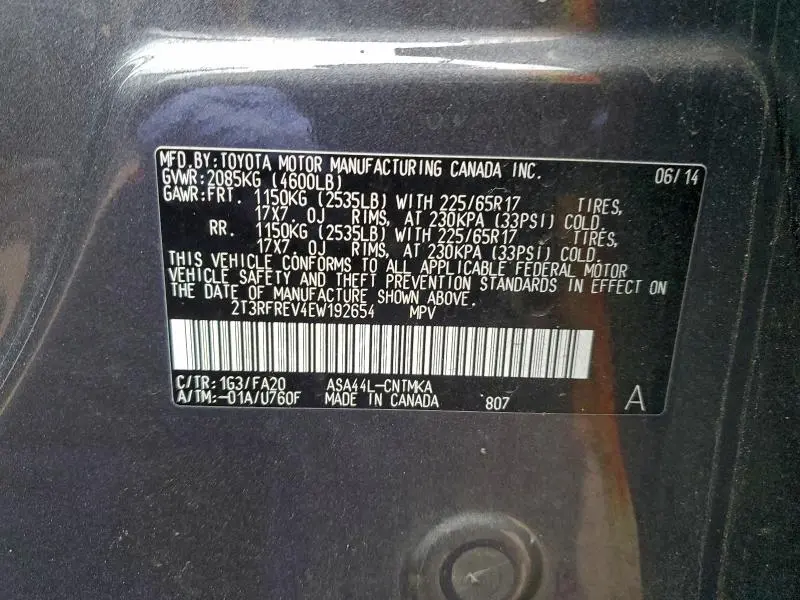 MFD.BY:TOYOTA MOTOR MANUFACTURING CANADA INC. 06/14
GVWR:2085KG (4600LB)
GAWR:FRT. 1150KG (2535LB) WITH 225/65R17 TIRES,
17X7. OJ RIMS, AT 230KPA (33PSI) COLD.
RR. 1150KG (2535LB) WITH 225/65R17 TIRES,
17X7. OJ RIMS, AT 230KPA (33PSI) COLD.
THIS VEHICLE CONFORMS TO ALL APPLICABLE FEDERAL MOTOR
VEHICLE SAFETY AND THEFT PREVENTION STANDARDS IN EFFECT ON
THE DATE OF MANUFACTURE SHOWN ABOVE.
2T3RFREV4EW192654 MPV
C/TR:1G3/FA20 ASA44L-CNTMKA
A/TM:-01A/U760F MADE IN CANADA 807 A